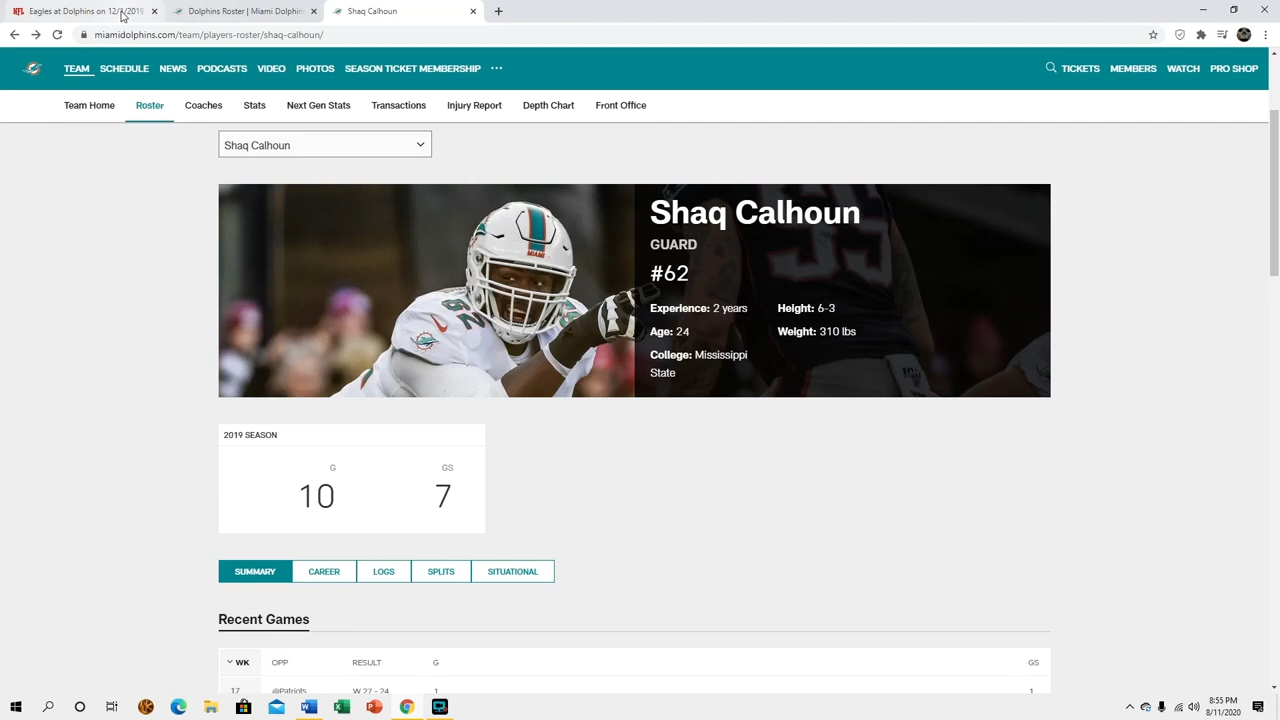 Eagles at Dolphins on 12/1/2019
Dolphins Roster | Miami Dolphins
Shaq Calhoun
miamidolphins.com/team/players-roster/shaq-calhoun/
TEAM SCHEDULE NEWS PODCASTS VIDEO PHOTOS SEASON TICKET MEMBERSHIP ••• TICKETS MEMBERS WATCH PRO SHOP
Team Home Roster Coaches Stats Next Gen Stats Transactions Injury Report Depth Chart Front Office
Shaq Calhoun
Shaq Calhoun
GUARD
#62
Experience: 2 years Height: 6-3
Age: 24 Weight: 310 lbs
College: Mississippi
State
MIAMI
62
2019 SEASON
G GS
10 7
SUMMARY CAREER LOGS SPLITS SITUATIONAL
Recent Games
WK OPP RESULT G GS
17 @Patriots W 27 - 24 1 1
8:55 PM
8/11/2020